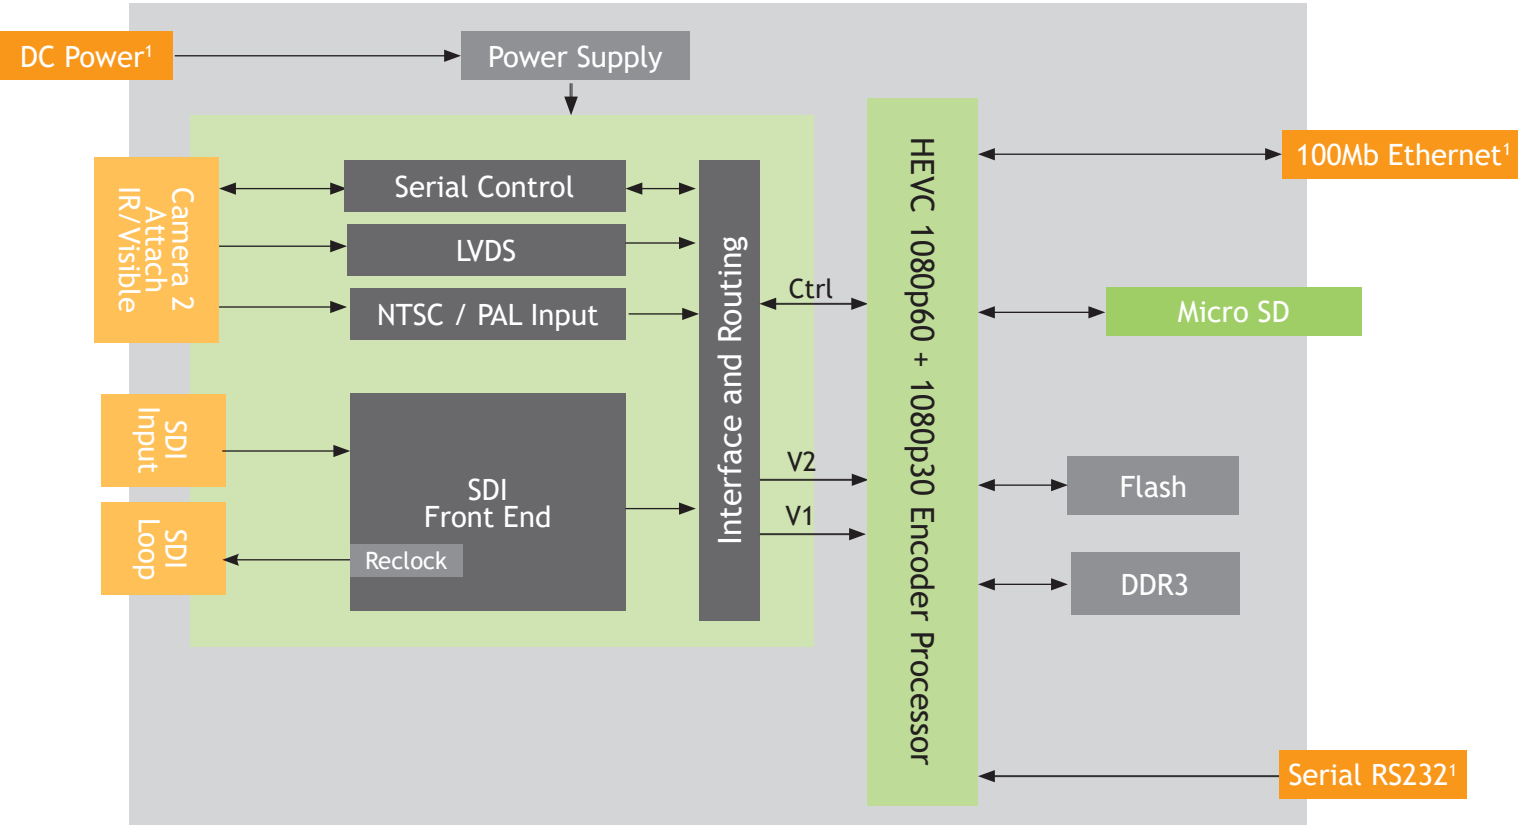 DC Power¹
Power Supply
100Mb Ethernet¹
Camera 2
Attach
IR/Visible
Serial Control
LVDS
NTSC / PAL Input
Interface and Routing
Ctrl
HEVC 1080p60 + 1080p30 Encoder Processor
Micro SD
SDI
Input
SDI
Front End
V2
V1
Flash
SDI
Loop
Reclock
DDR3
Serial RS232¹